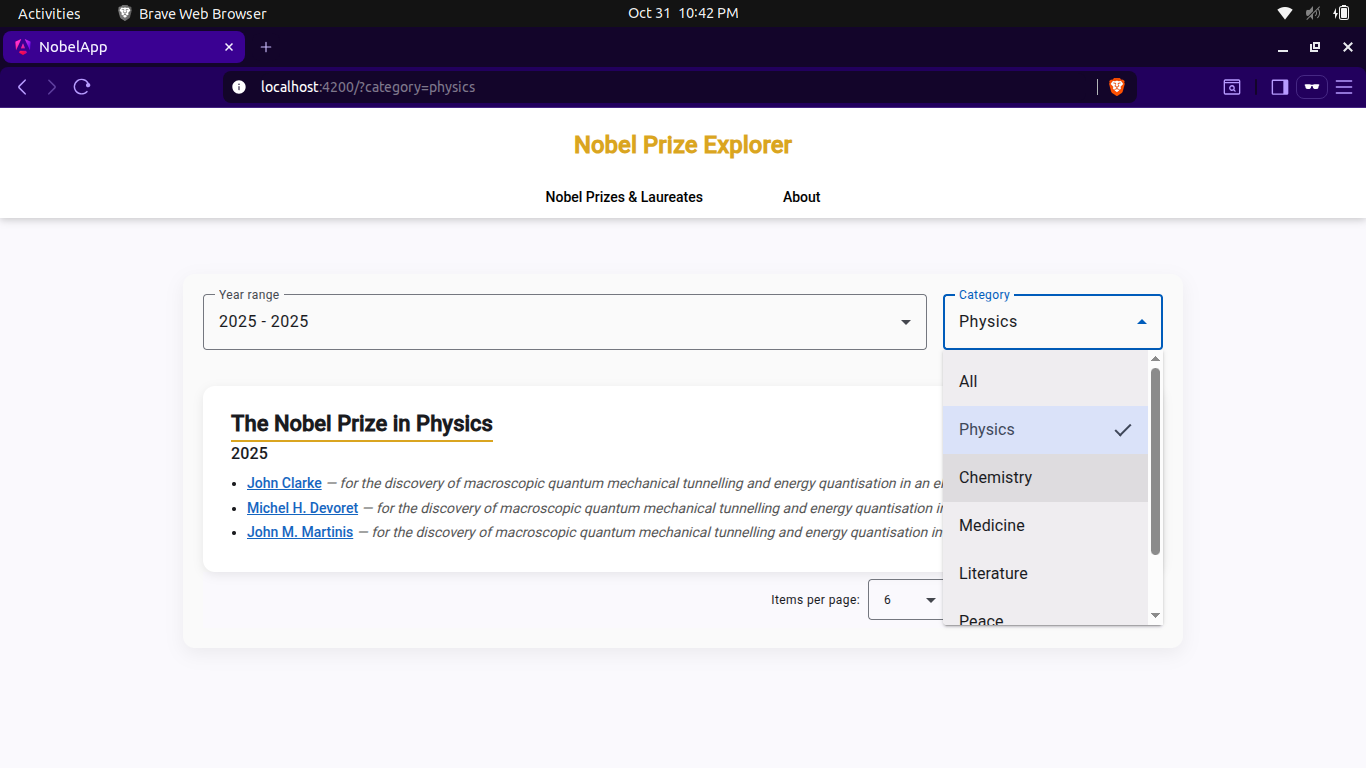 Activities Brave Web Browser Oct 31 10:42 PM
NobelApp
localhost:4200/?category=physics
Nobel Prize Explorer
Nobel Prizes & Laureates About
Year range Category
2025 - 2025 Physics
All
Physics
Chemistry
Medicine
Literature
Peace
The Nobel Prize in Physics
2025
• John Clarke — for the discovery of macroscopic quantum mechanical tunnelling and energy quantisation in an
• Michel H. Devoret — for the discovery of macroscopic quantum mechanical tunnelling and energy quantisation
• John M. Martinis — for the discovery of macroscopic quantum mechanical tunnelling and energy quantisation in
Items per page: 6